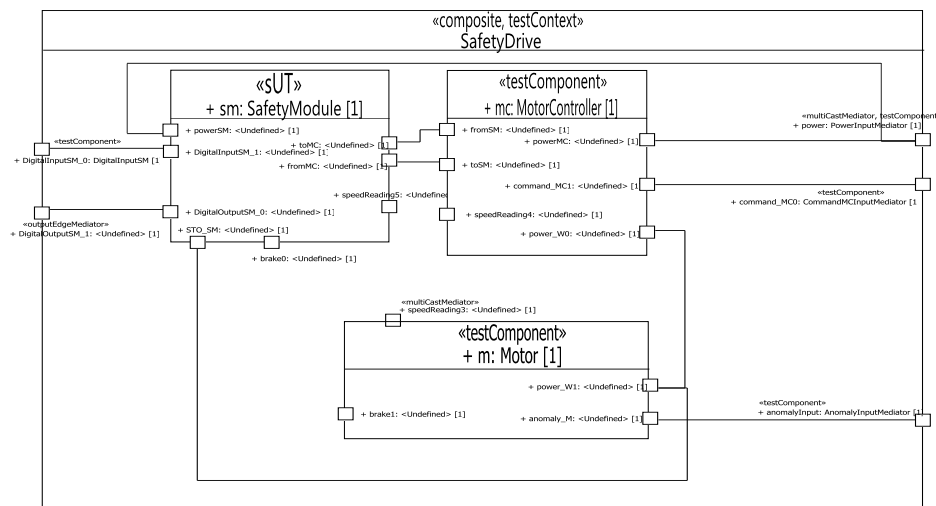 «composite, testContext»
SafetyDrive
«sUT»
+ sm: SafetyModule [1]
«testComponent»
+ mc: MotorController [1]
+ powerSM: <Undefined> [1]
+ toMC: <Undefined> [1]
+ fromSM: <Undefined> [1]
+ powerMC: <Undefined> [1]
«multiCastMediator, testComponent
+ power: PowerInputMediator [1]
«testComponent»
+ DigitalInputSM_0: DigitalInputSM [1
+ DigitalInputSM_1: <Undefined> [1]
+ fromMC: <Undefined> [1]
+ toSM: <Undefined> [1]
+ command_MC1: <Undefined> [1]
«testComponent»
+ command_MC0: CommandMCInputMediator [1
+ speedReading5: <Undefined
+ DigitalOutputSM_0: <Undefined> [1]
+ speedReading4: <Undefined> [1]
«outputEdgeMediator»
+ DigitalOutputSM_1: <Undefined> [1]
+ STO_SM: <Undefined> [1]
+ power_W0: <Undefined> [1]
+ brake0: <Undefined> [1]
«multiCastMediator»
+ speedReading3: <Undefined> [1]
«testComponent»
+ m: Motor [1]
+ power_W1: <Undefined> [1]
+ brake1: <Undefined> [1]
+ anomaly_M: <Undefined> [1]
«testComponent»
+ anomalyInput: AnomalyInputMediator [1